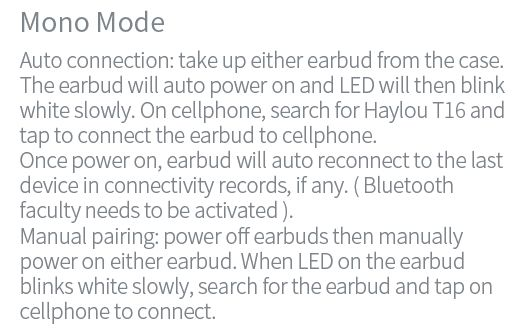 Mono Mode
Auto connection: take up either earbud from the case.
The earbud will auto power on and LED will then blink
white slowly. On cellphone, search for Haylou T16 and
tap to connect the earbud to cellphone.
Once power on, earbud will auto reconnect to the last
device in connectivity records, if any. ( Bluetooth
faculty needs to be activated ).
Manual pairing: power off earbuds then manually
power on either earbud. When LED on the earbud
blinks white slowly, search for the earbud and tap on
cellphone to connect.